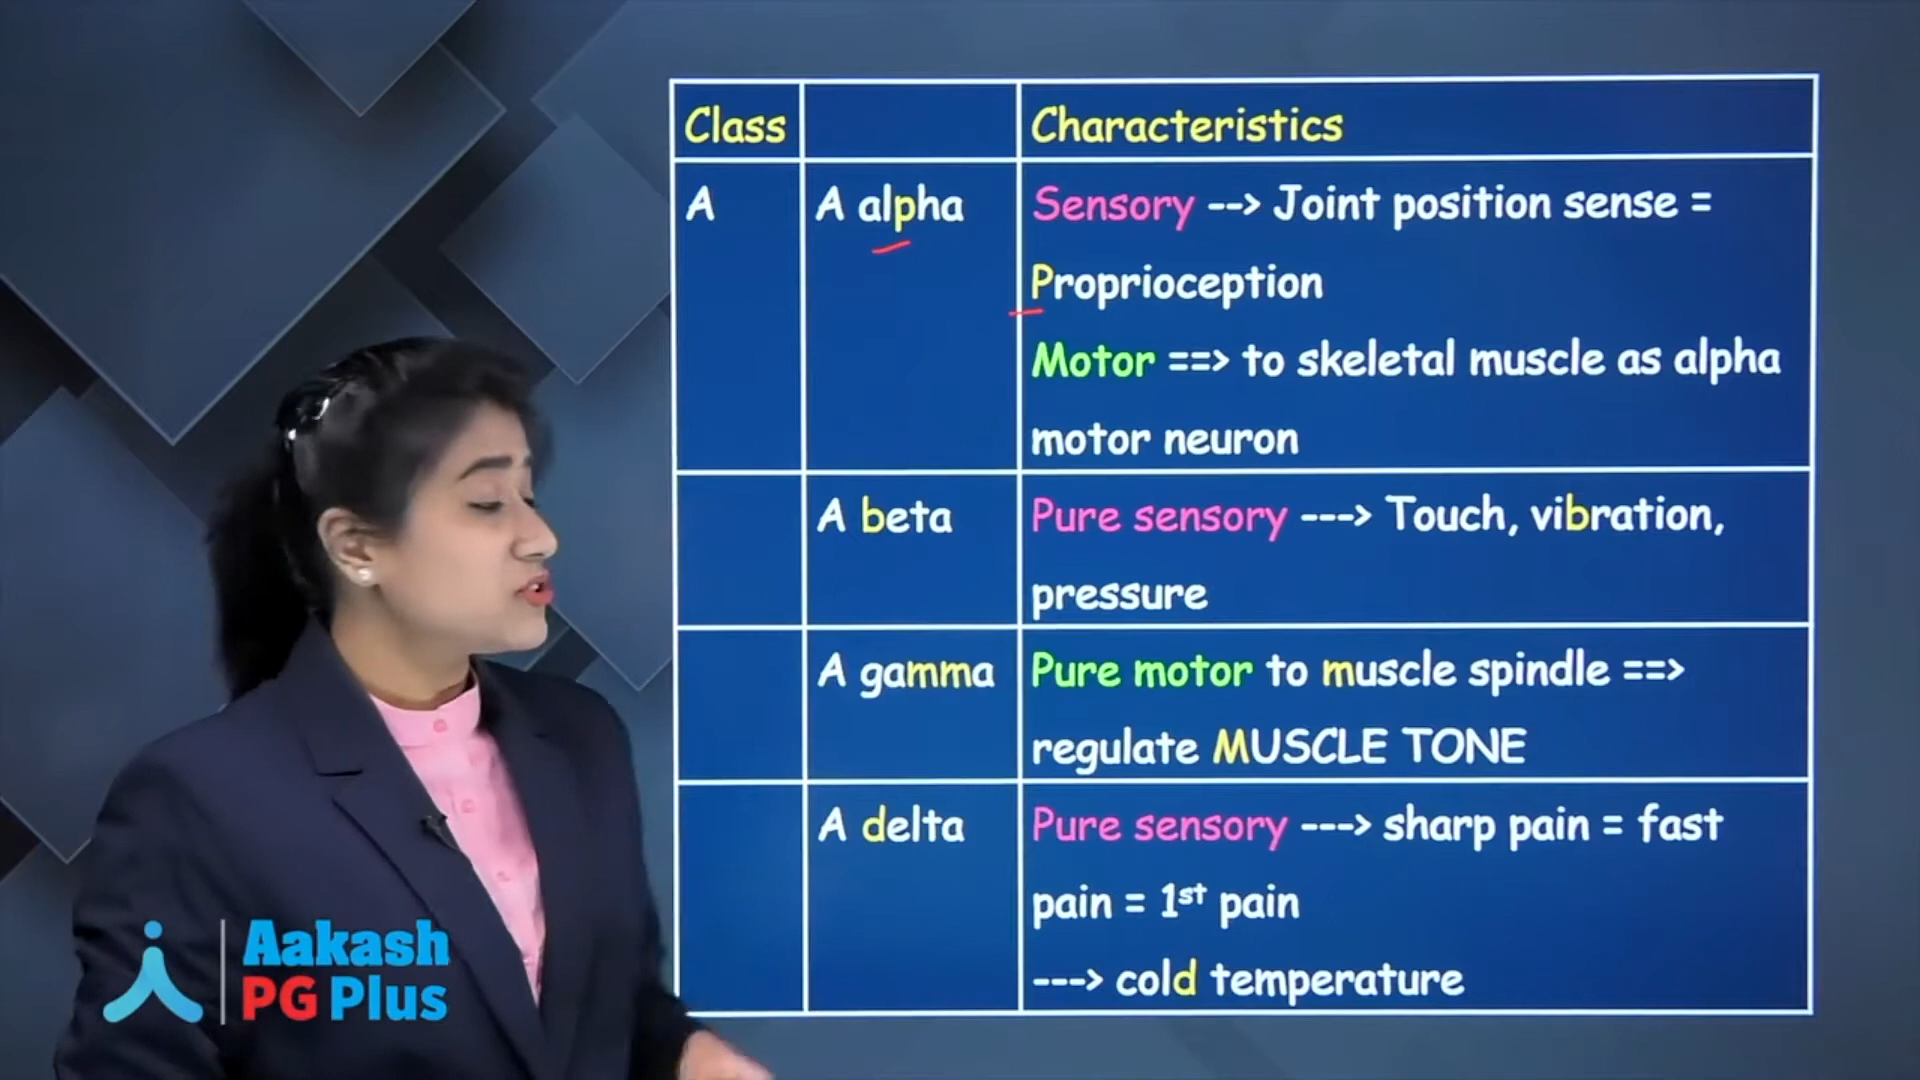 Class
Characteristics
A
A alpha
Sensory --> Joint position sense =
Proprioception
Motor ==> to skeletal muscle as alpha
motor neuron
A beta
Pure sensory ---> Touch, vibration,
pressure
A gamma
Pure motor to muscle spindle ==>
regulate MUSCLE TONE
A delta
Pure sensory ---> sharp pain = fast
pain = 1st pain
---> cold temperature
Aakash
PG Plus